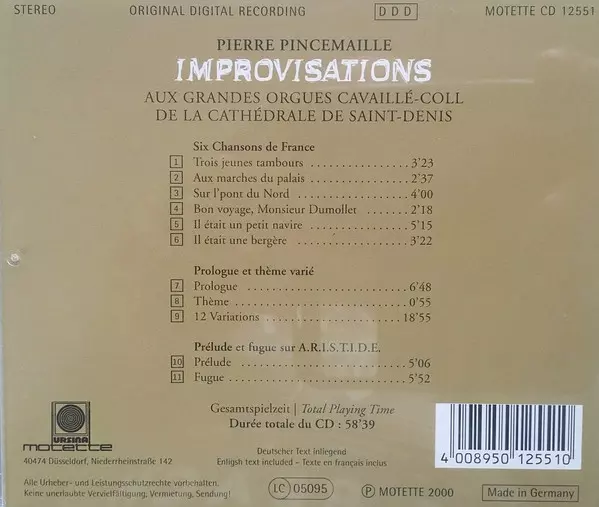 STEREO ORIGINAL DIGITAL RECORDING DDD MOTETTE CD 12551
PIERRE PINCEMAILLE
IMPROVISATIONS
AUX GRANDES ORGUES CAVAILLÉ-COLL
DE LA CATHÉDRALE DE SAINT-DENIS
Six Chansons de France
1 Trois jeunes tambours .................. 3'23
2 Aux marches du palais .................. 2'37
3 Sur l'pont du Nord .................. 4'00
4 Bon voyage, Monsieur Dumollet ........ 2'18
5 Il était un petit navire .................. 5'15
6 Il était une bergère .................. 3'22
Prologue et thème varié
7 Prologue .................. 6'48
8 Thème .................. 0'55
9 12 Variations .................. 18'55
Prélude et fugue sur A.R.I.S.T.I.D.E.
10 Prélude .................. 5'06
11 Fugue .................. 5'52
Gesamtspielzeit | Total Playing Time
Durée totale du CD : 58'39
URSINA
motette
40474 Düsseldorf, Niederrheinstraße 142
Deutscher Text inliegend
Enligsh text included – Texte en français inclus
4 008950 125510
Alle Urheber- und Leistungsschutzrechte vorbehalten.
Keine unerlaubte Vervielfältigung, Vermietung, Sendung!
LC 05095
Ⓟ MOTETTE 2000
Made in Germany